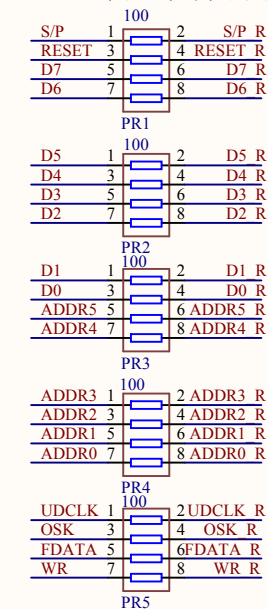 100
S/P 1 2 S/P_R
RESET 3 4 RESET_R
D7 5 6 D7_R
D6 7 8 D6_R
PR1
100
D5 1 2 D5_R
D4 3 4 D4_R
D3 5 6 D3_R
D2 7 8 D2_R
PR2
100
D1 1 2 D1_R
D0 3 4 D0_R
ADDR5 5 6 ADDR5_R
ADDR4 7 8 ADDR4_R
PR3
100
ADDR3 1 2 ADDR3_R
ADDR2 3 4 ADDR2_R
ADDR1 5 6 ADDR1_R
ADDR0 7 8 ADDR0_R
PR4
100
UDCLK 1 2 UDCLK_R
OSK 3 4 OSK_R
FDATA 5 6 FDATA_R
WR 7 8 WR_R
PR5